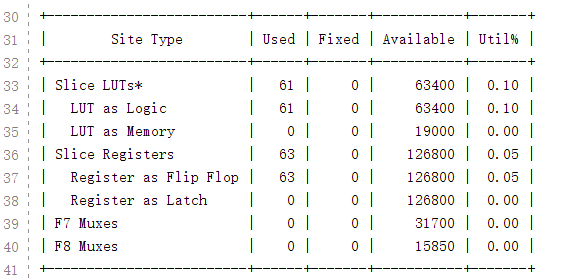 30 +-------------------------+------+-------+-----------+-------+
31 |        Site Type        | Used | Fixed | Available | Util% |
32 +-------------------------+------+-------+-----------+-------+
33 | Slice LUTs*             |   61 |     0 |     63400 |  0.10 |
34 |   LUT as Logic          |   61 |     0 |     63400 |  0.10 |
35 |   LUT as Memory         |    0 |     0 |     19000 |  0.00 |
36 | Slice Registers         |   63 |     0 |    126800 |  0.05 |
37 |   Register as Flip Flop |   63 |     0 |    126800 |  0.05 |
38 |   Register as Latch     |    0 |     0 |    126800 |  0.00 |
39 | F7 Muxes                |    0 |     0 |     31700 |  0.00 |
40 | F8 Muxes                |    0 |     0 |     15850 |  0.00 |
41 +-------------------------+------+-------+-----------+-------+